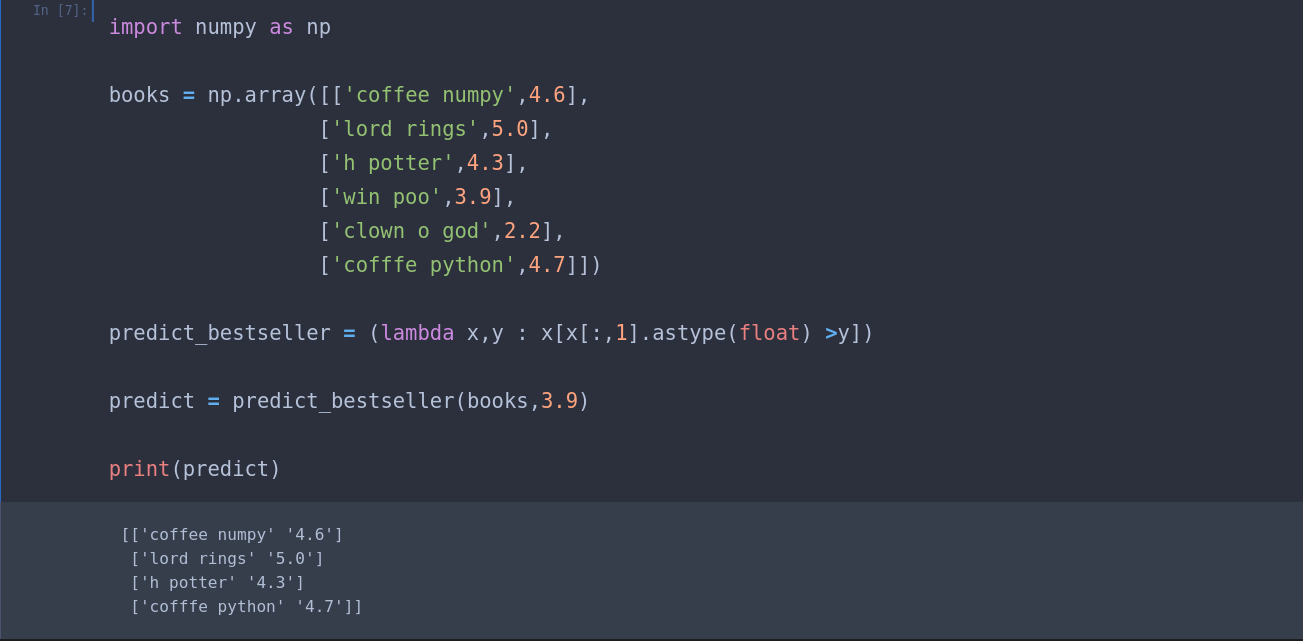 In [7]:
import numpy as np
books = np.array([['coffee numpy',4.6],
['lord rings',5.0],
['h potter',4.3],
['win poo',3.9],
['clown o god',2.2],
['cofffe python',4.7]])
predict_bestseller = (lambda x,y : x[x[:,1].astype(float) >y])
predict = predict_bestseller(books,3.9)
print(predict)
[['coffee numpy' '4.6']
['lord rings' '5.0']
['h potter' '4.3']
['cofffe python' '4.7']]